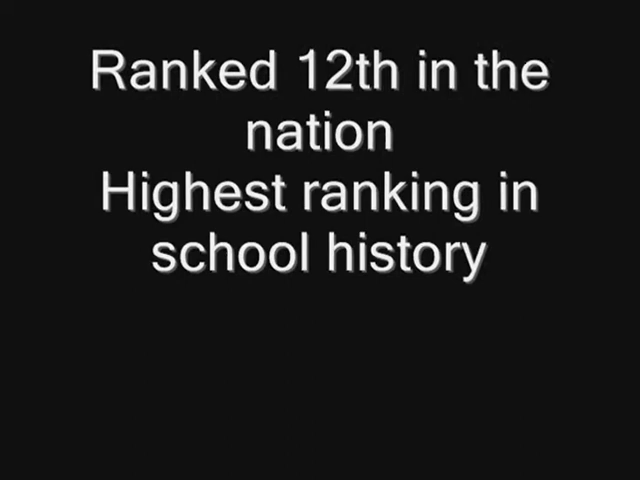 Ranked 12th in the
nation
Highest ranking in
school history